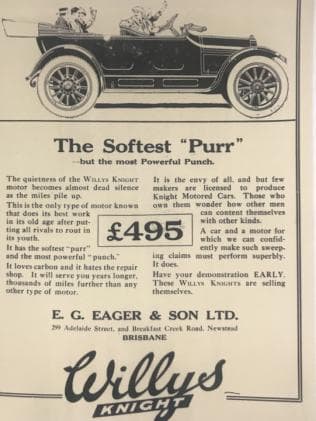 The Softest "Purr"
—but the most Powerful Punch.
The quietness of the WILLYS KNIGHT
motor becomes almost dead silence
as the miles pile up.
This is the only type of motor known
that does its best work
in its old age after put-
ting all rivals to rout in
its youth.
It has the softest "purr"
and the most powerful "punch."
It loves carbon and it hates the repair
shop. It will serve you years longer,
thousands of miles further than any
other type of motor.
£495
It is the envy of all, and but few
makers are licensed to produce
Knight Motored Cars. Those who
own them wonder how other men
can content themselves
with other kinds.
A car and a motor for
which we can confid-
ently make such sweep-
ing claims must perform superbly.
It does.
Have your demonstration EARLY.
These WILLYS KNIGHTS are selling
themselves.
E. G. EAGER & SON LTD.
299 Adelaide Street, and Breakfast Creek Road, Newstead
BRISBANE
Willys
KNIGHT